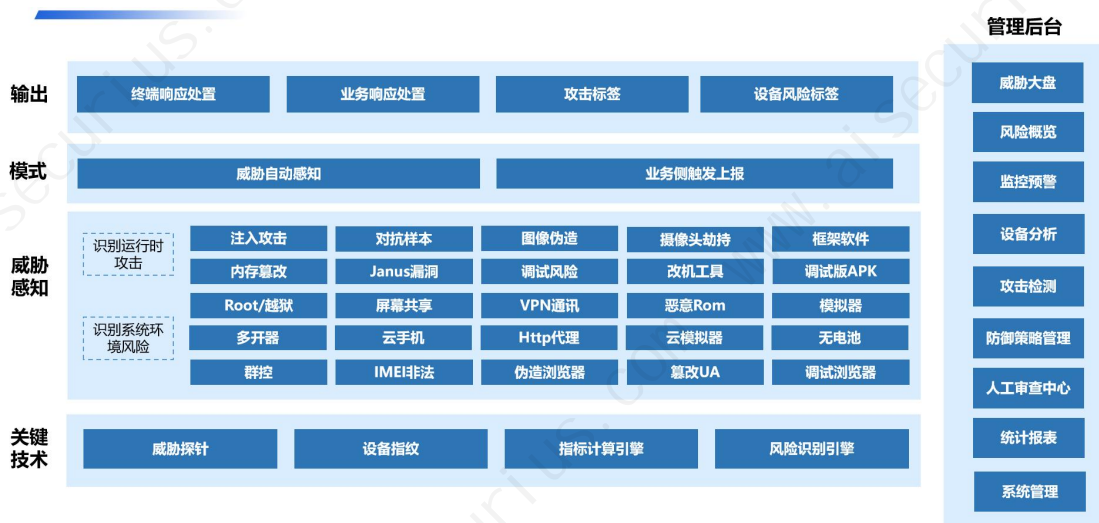 管理后台
输出
终端响应处置
业务响应处置
攻击标签
设备风险标签
模式
威胁自动感知
业务侧触发上报
威胁
感知
识别运行时
攻击
注入攻击
对抗样本
图像伪造
摄像头劫持
框架软件
内存篡改
Janus漏洞
调试风险
改机工具
调试版APK
识别系统环
境风险
Root/越狱
屏幕共享
VPN通讯
恶意Rom
模拟器
多开器
云手机
Http代理
云模拟器
无电池
群控
IMEI非法
伪造浏览器
篡改UA
调试浏览器
关键
技术
威胁探针
设备指纹
指标计算引擎
风险识别引擎
威胁大盘
风险概览
监控预警
设备分析
攻击检测
防御策略管理
人工审查中心
统计报表
系统管理
www.aisecurius.com